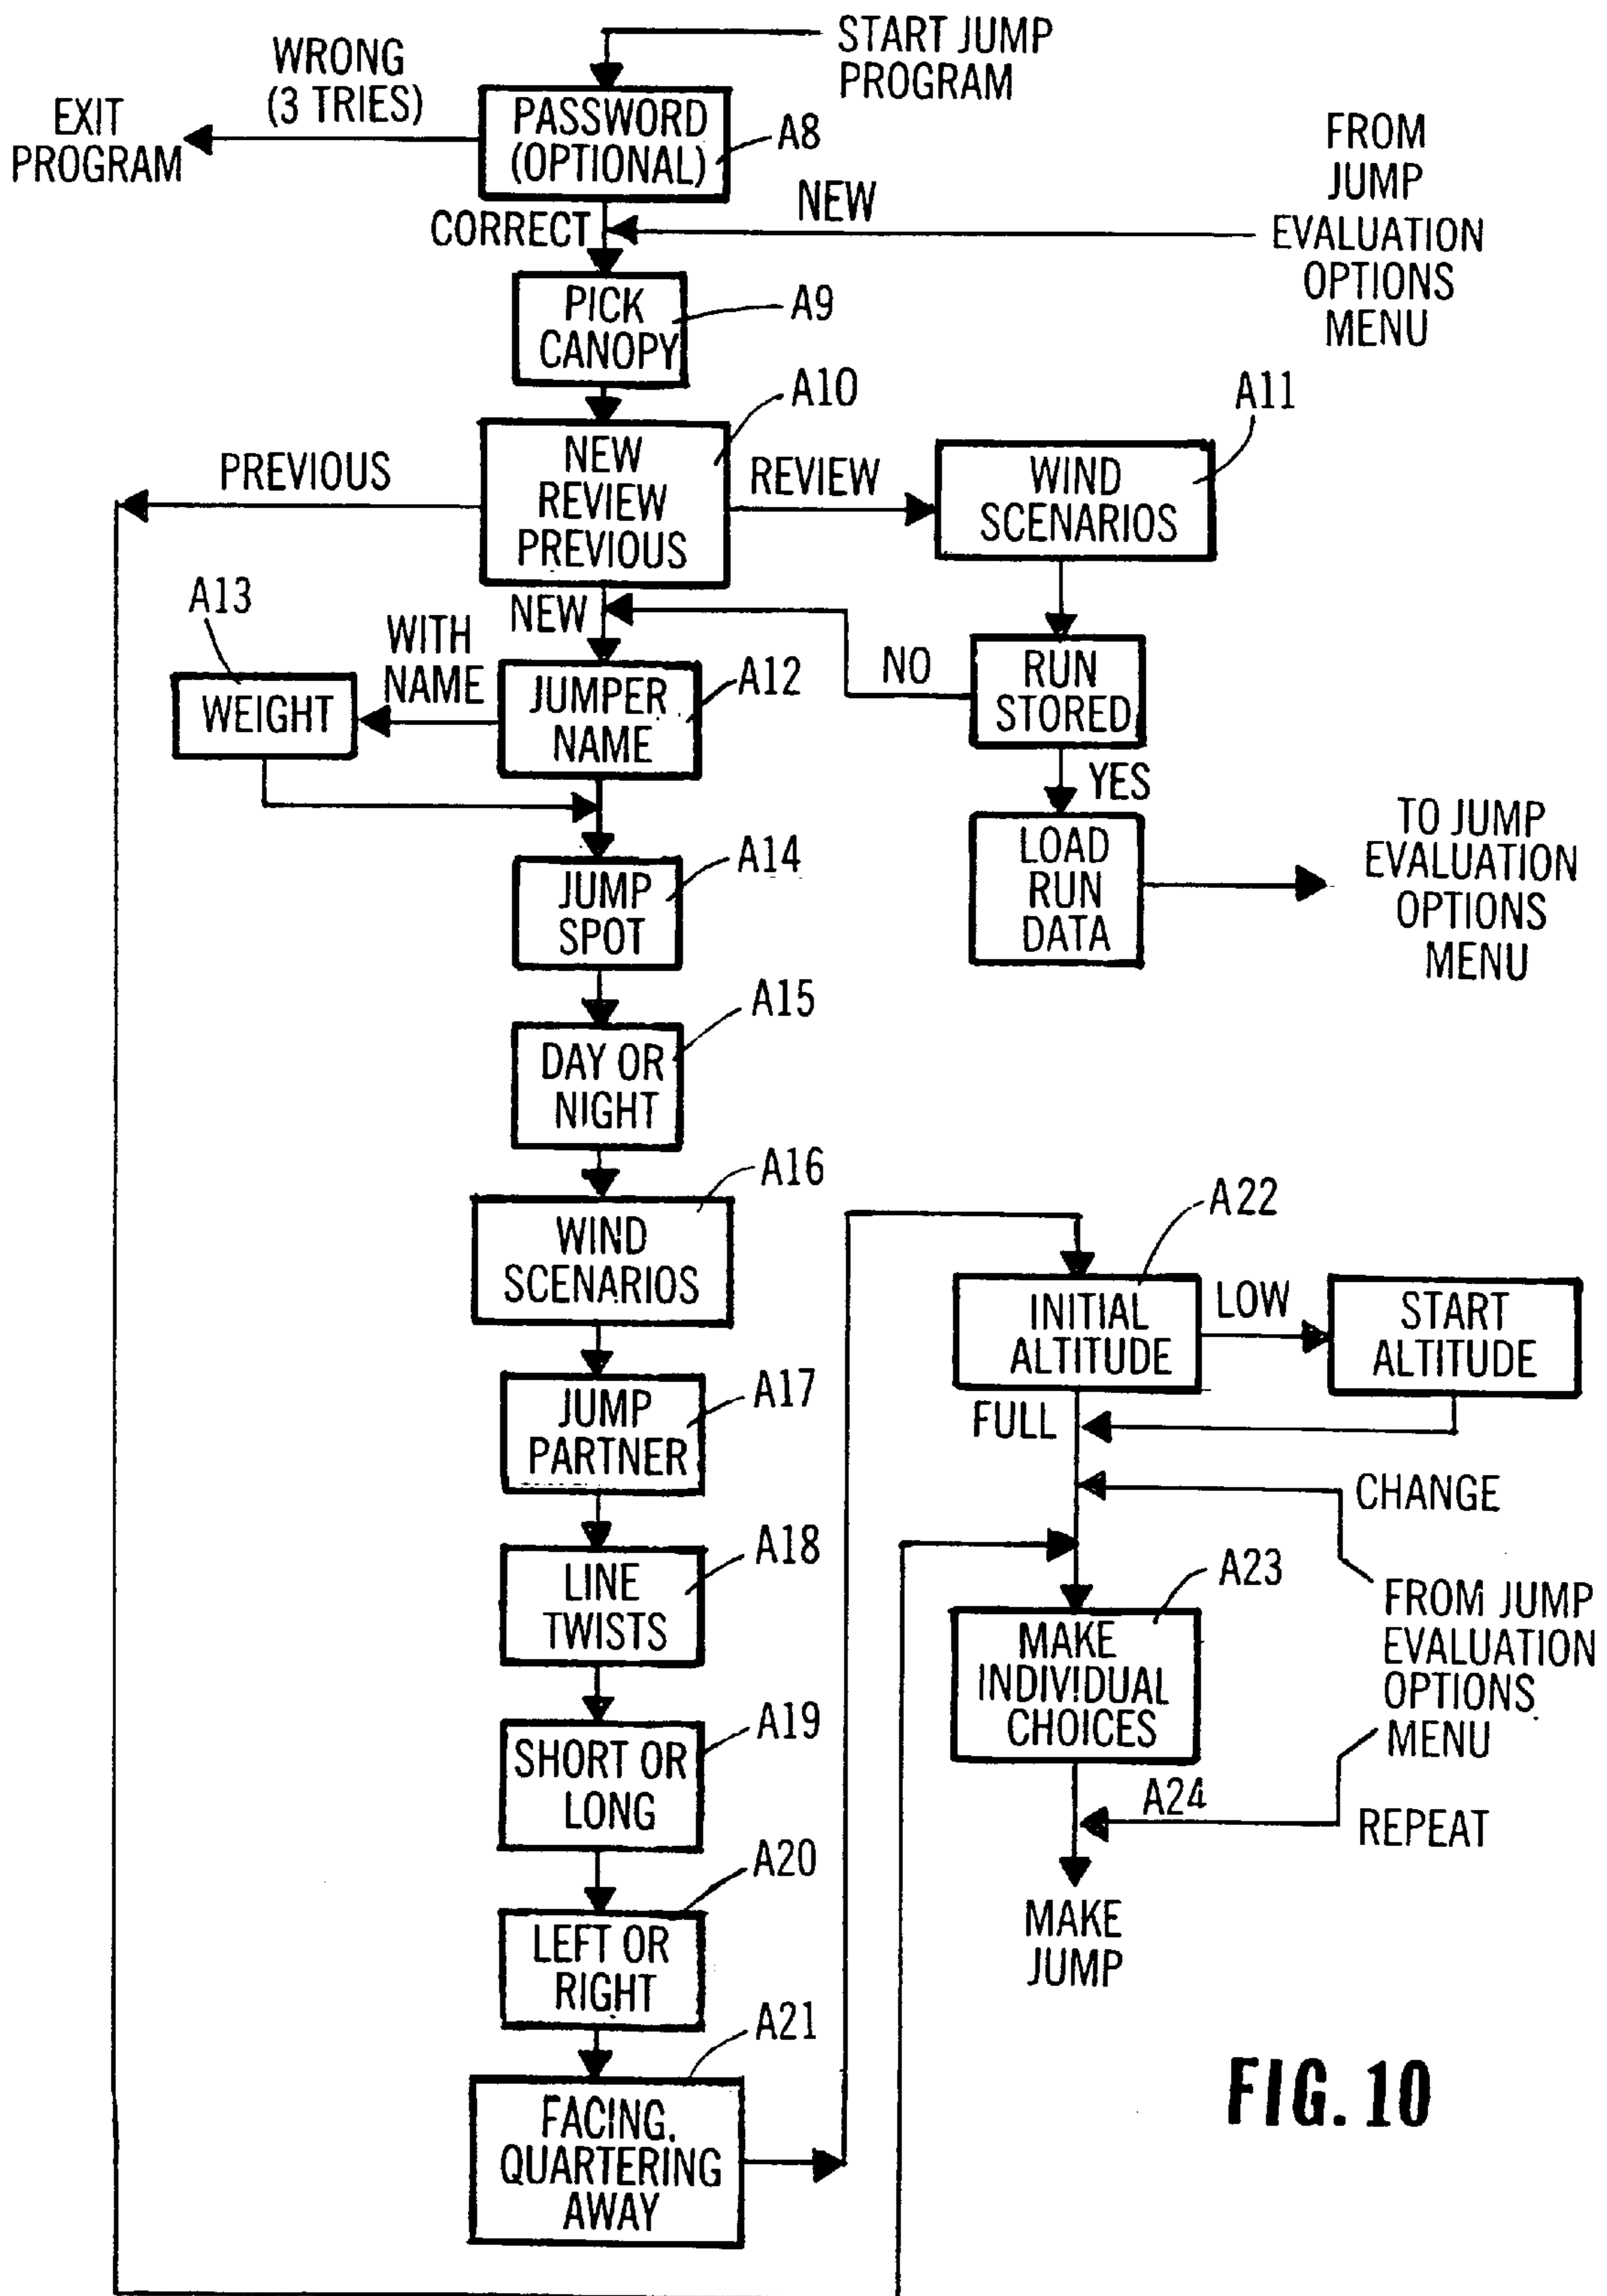 START JUMP
PROGRAM
WRONG
(3 TRIES)
EXIT
PROGRAM
PASSWORD
(OPTIONAL)
A8
FROM
JUMP
EVALUATION
OPTIONS
MENU
NEW
CORRECT
PICK
CANOPY
A9
A10
NEW
REVIEW
PREVIOUS
PREVIOUS
REVIEW
A11
WIND
SCENARIOS
A13
WITH
NAME
NEW
WEIGHT
JUMPER
NAME
A12
NO
RUN
STORED
YES
LOAD
RUN
DATA
TO JUMP
EVALUATION
OPTIONS
MENU
A14
JUMP
SPOT
A15
DAY OR
NIGHT
A16
WIND
SCENARIOS
A17
JUMP
PARTNER
A18
LINE
TWISTS
A19
SHORT OR
LONG
A20
LEFT OR
RIGHT
A21
FACING.
QUARTERING
AWAY
A22
INITIAL
ALTITUDE
LOW
START
ALTITUDE
FULL
CHANGE
A23
MAKE
INDIVIDUAL
CHOICES
FROM JUMP
EVALUATION
OPTIONS
MENU
A24
REPEAT
MAKE
JUMP
FIG. 10